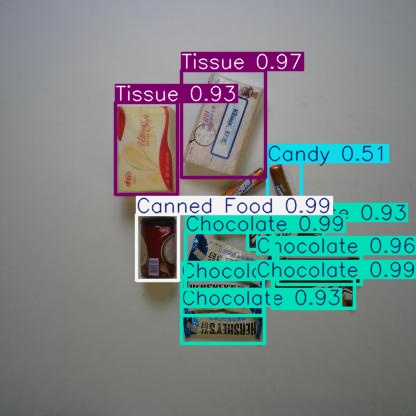 Tissue 0.97
Tissue 0.93
Candy 0.51
Canned Food 0.99
e 0.93
Chocolate 0.99
Chocolate 0.96
Chocol
Chocolate 0.99
Chocolate 0.93
HERSHEY'S